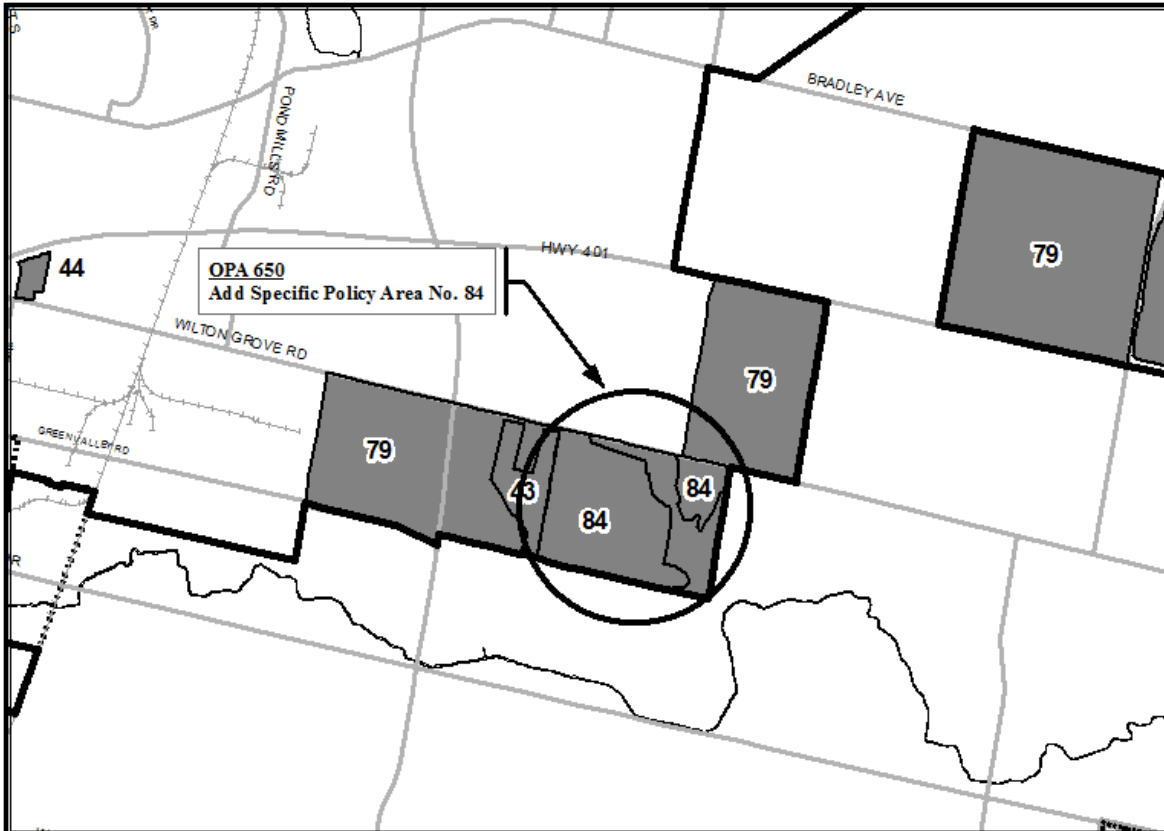 BRADLEY AVE
POND MILLS RD
HWY 401
79
44
OPA 650
Add Specific Policy Area No. 84
WILTON GROVE RD
79
GREENVALLEY RD
79
43
84
84